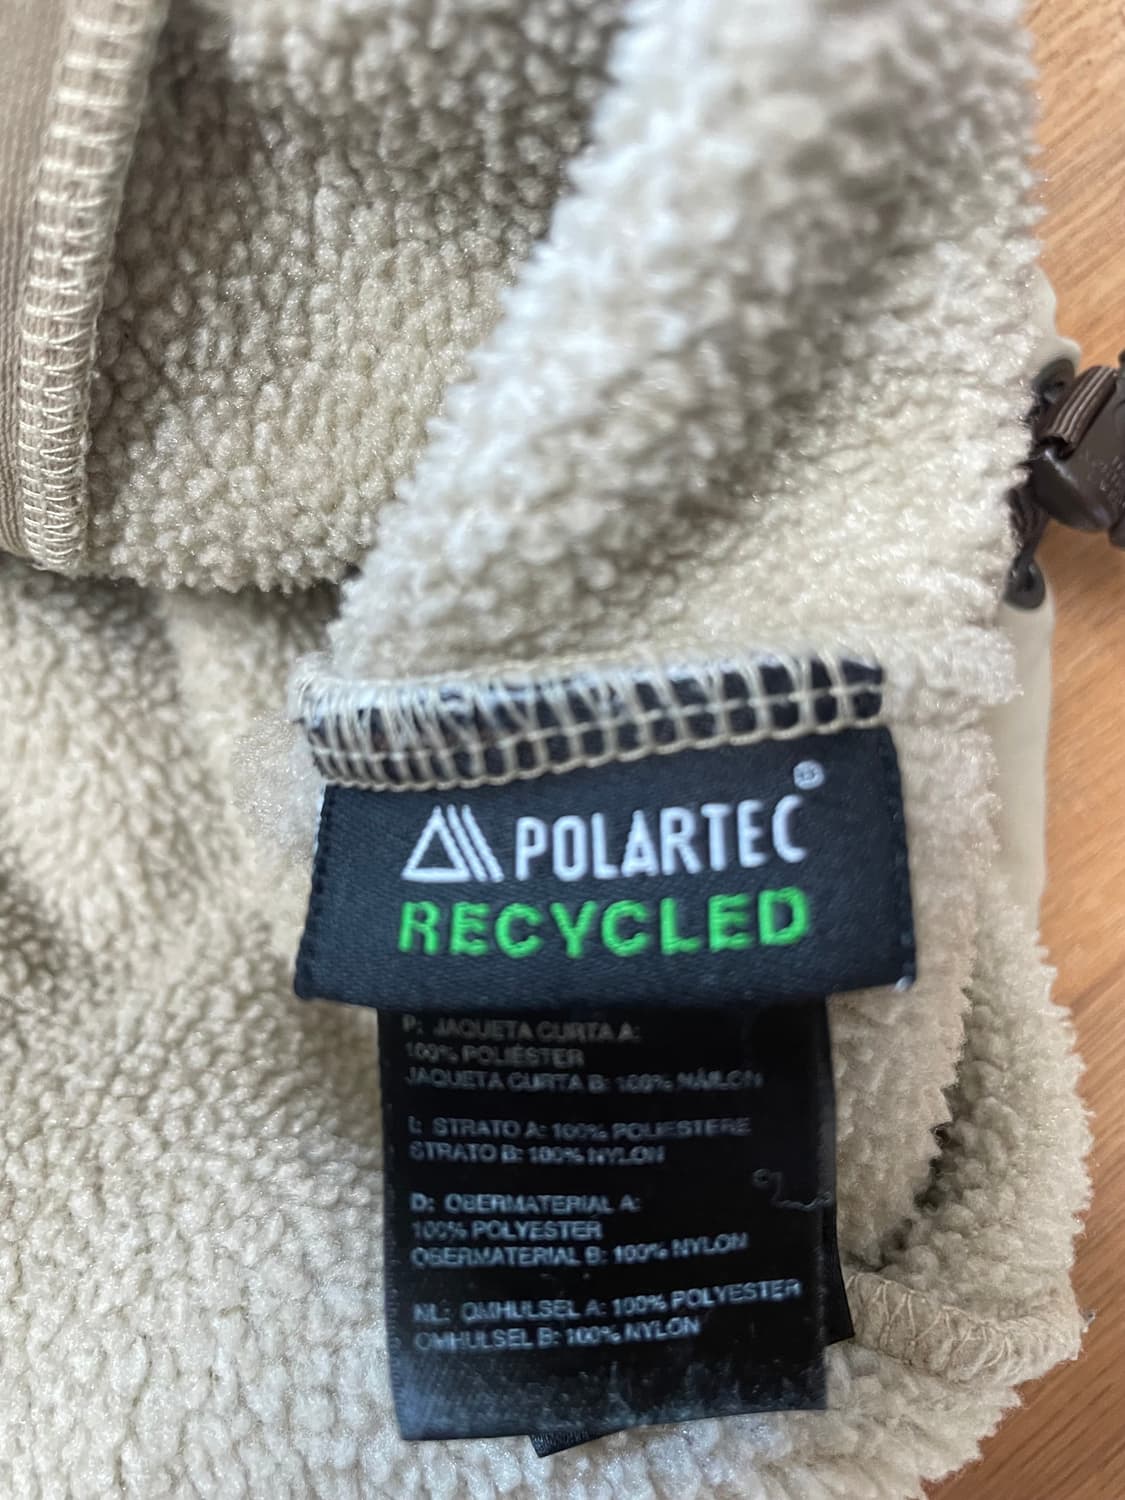 POLARTEC®
RECYCLED
P: JAQUETA CURTA A:
100% POLIÉSTER
JAQUETA CURTA B: 100% NÁILON
I: STRATO A: 100% POLIESTERE
STRATO B: 100% NYLON
D: OBERMATERIAL A:
100% POLYESTER
OBERMATERIAL B: 100% NYLON
NL: OMHULSEL A: 100% POLYESTER
OMHULSEL B: 100% NYLON